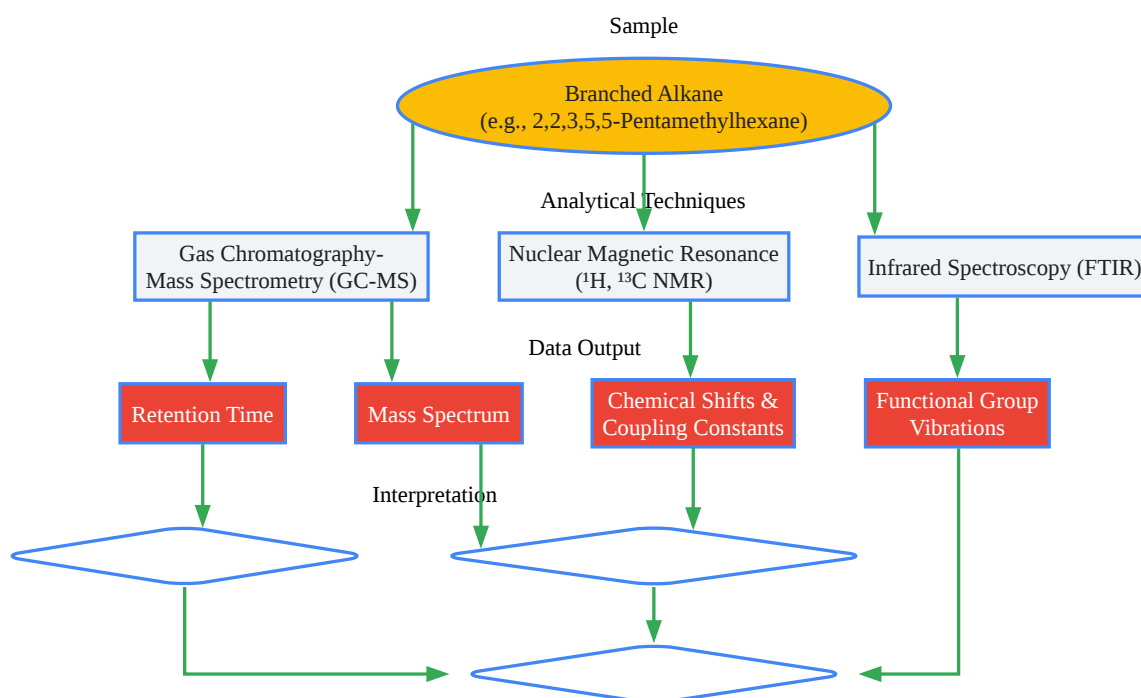 Sample
Branched Alkane
(e.g., 2,2,3,5,5-Pentamethylhexane)
Analytical Techniques
Gas Chromatography-
Mass Spectrometry (GC-MS)
Nuclear Magnetic Resonance
(¹H, ¹³C NMR)
Infrared Spectroscopy (FTIR)
Data Output
Retention Time
Mass Spectrum
Chemical Shifts &
Coupling Constants
Functional Group
Vibrations
Interpretation